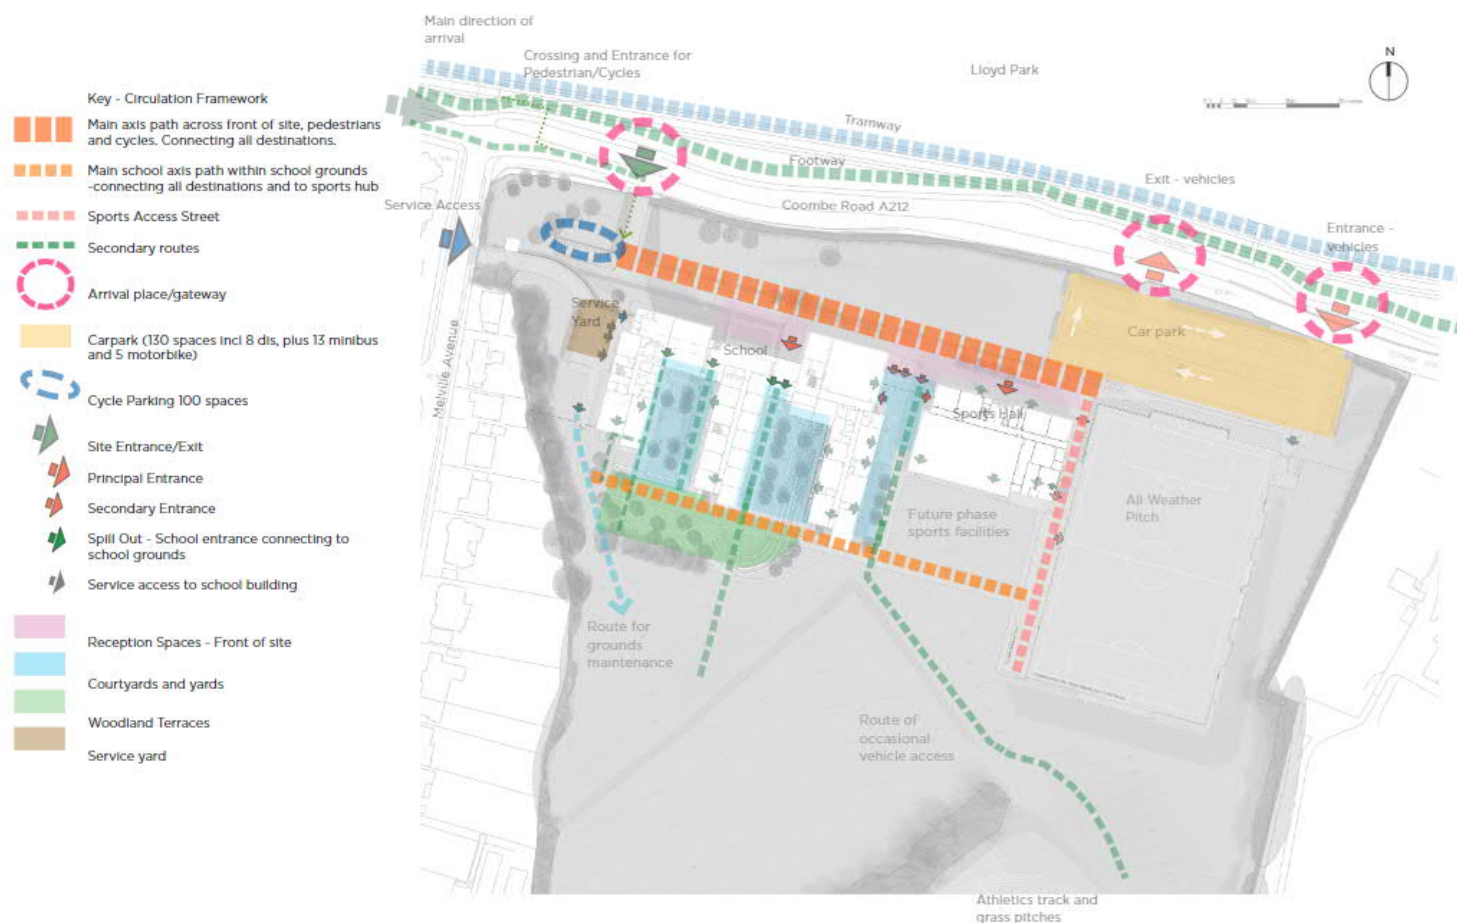 Main direction of
arrival
Crossing and Entrance for
Pedestrian/Cycles
Lloyd Park
N
Tramway
Footway
Exit - vehicles
Coombe Road A212
Entrance -
vehicles
Service Access
Key - Circulation Framework
Main axis path across front of site, pedestrians
and cycles. Connecting all destinations.
Main school axis path within school grounds
-connecting all destinations and to sports hub
Sports Access Street
Secondary routes
Arrival place/gateway
Carpark (130 spaces incl 8 dis, plus 13 minibus
and 5 motorbike)
Cycle Parking 100 spaces
Site Entrance/Exit
Principal Entrance
Secondary Entrance
Spill Out - School entrance connecting to
school grounds
Service access to school building
Reception Spaces - Front of site
Courtyards and yards
Woodland Terraces
Service yard
Service
Yard
Melville Avenue
School
Car park
Sports Hall
All Weather
Pitch
Future phase
sports facilities
Route for
grounds
maintenance
Route of
occasional
vehicle access
Athletics track and
grass pitches